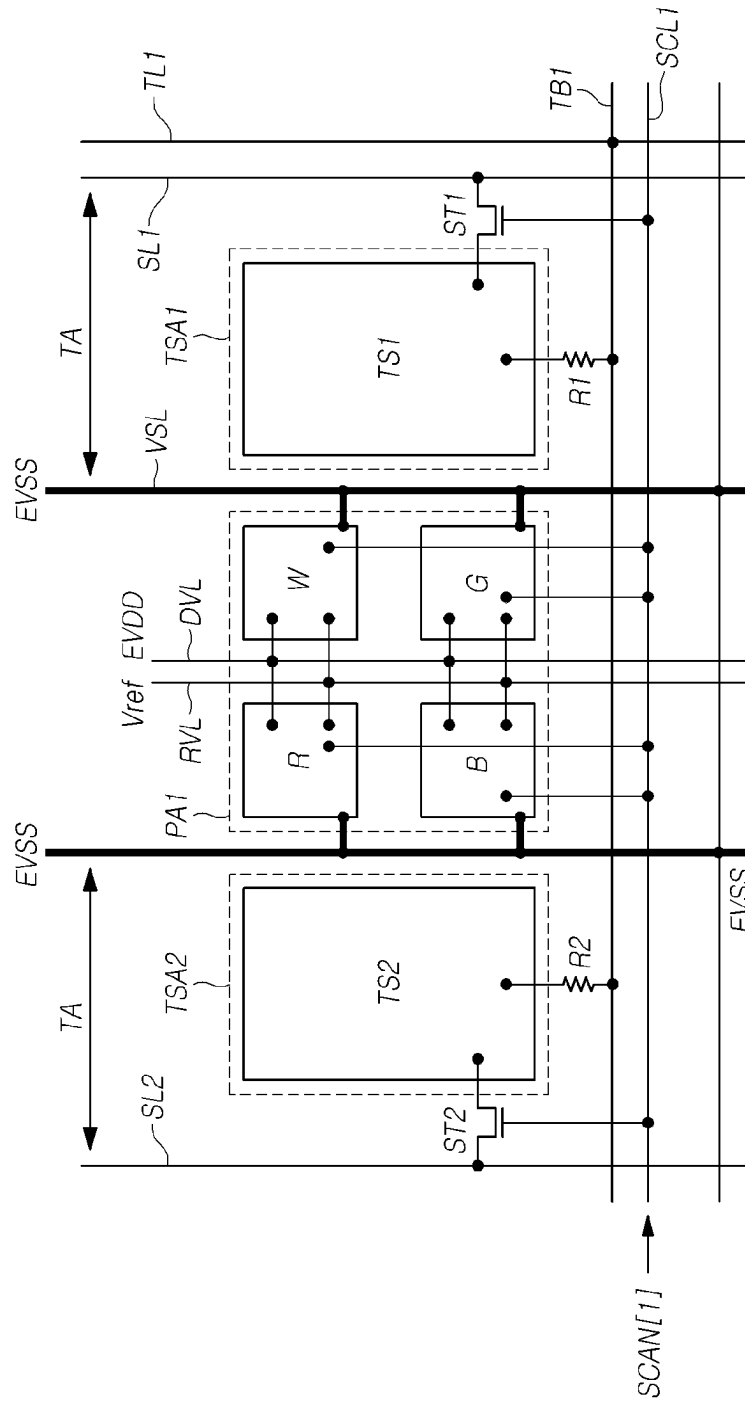 TL1
SL1
TA
TSA1
VSL
EVSS
TS1
ST1
R1
TB1
SCL1
EVDD
DVL
Vref
RVL
W
G
R
B
PA1
EVSS
EVSS
TA
TSA2
TS2
R2
SL2
ST2
SCAN[1]